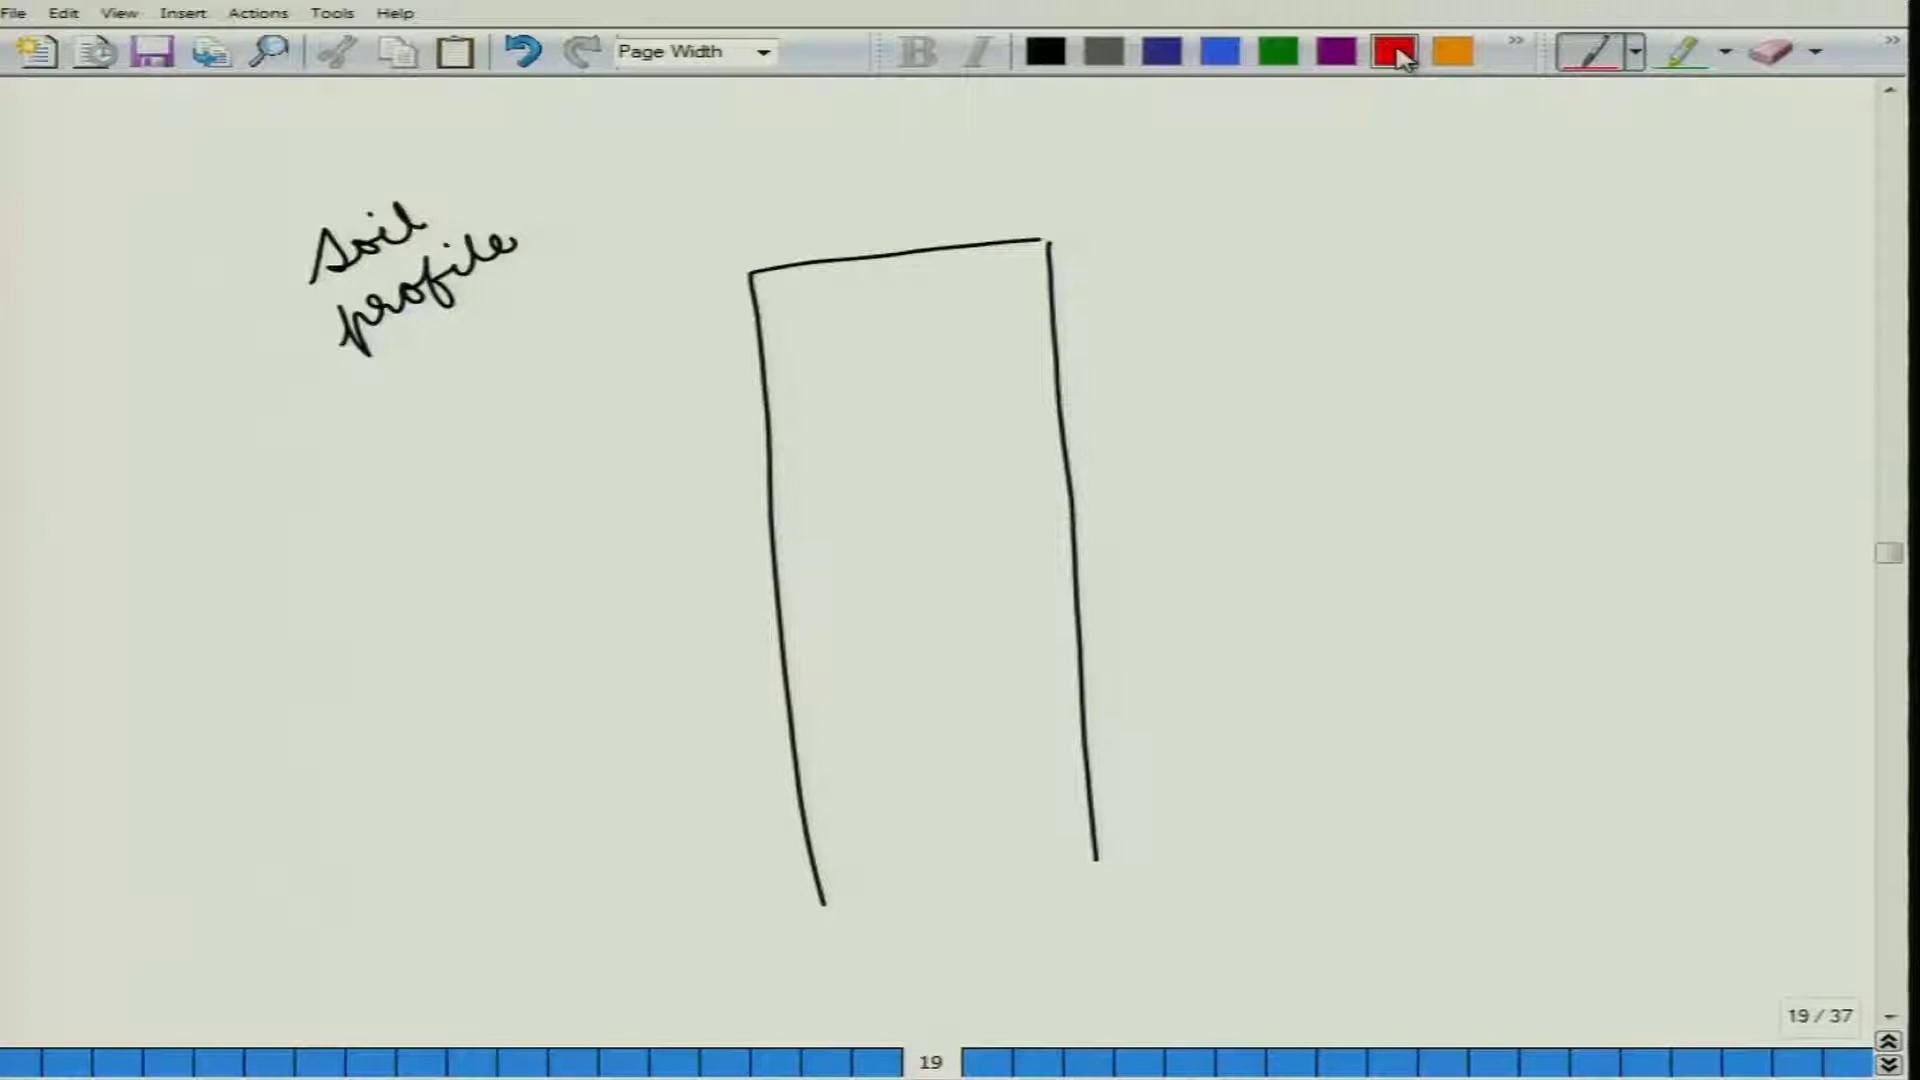 File Edit View Insert Actions Tools Help
Page Width
B I
soil
profile
19 / 37
19